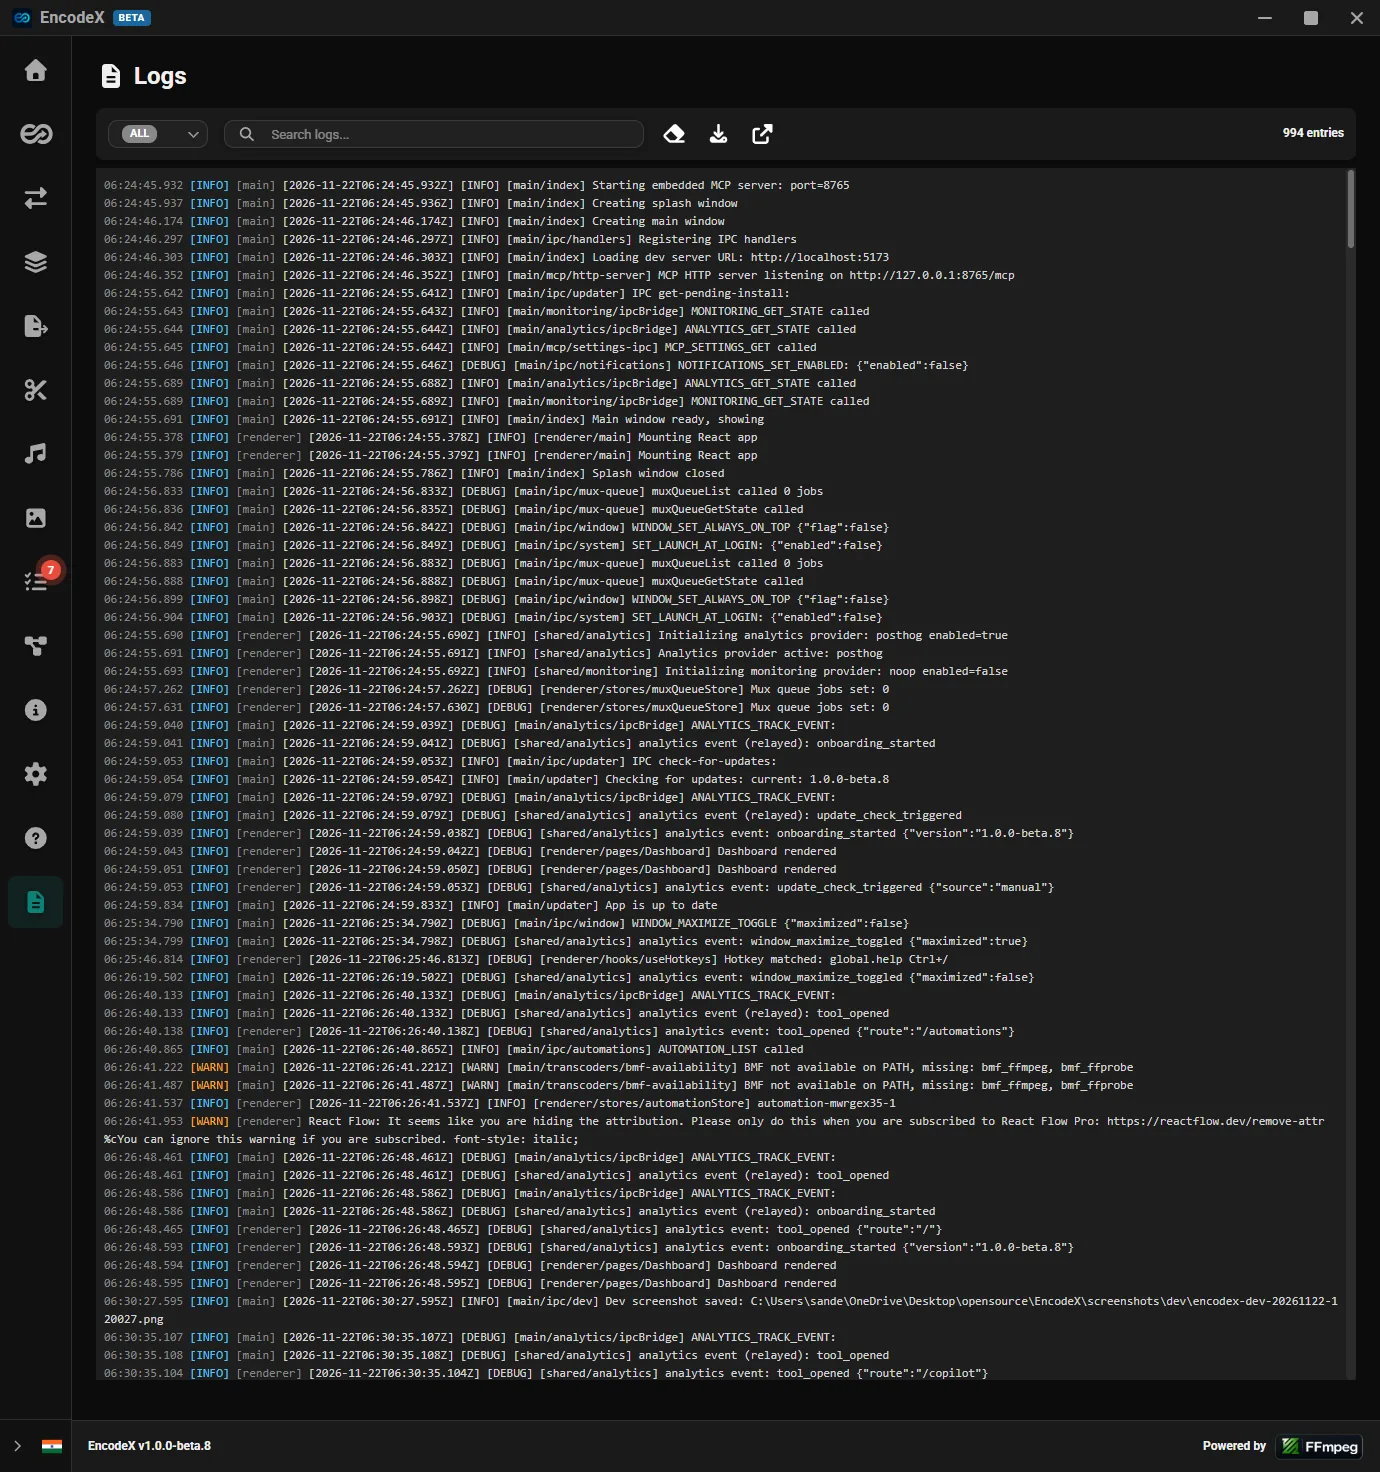 EncodeX BETA
Logs
ALL
Search logs...
994 entries
06:24:45.932 [INFO] [main] [2026-11-22T06:24:45.932Z] [INFO] [main/index] Starting embedded MCP server: port=8765
06:24:45.937 [INFO] [main] [2026-11-22T06:24:45.936Z] [INFO] [main/index] Creating splash window
06:24:46.174 [INFO] [main] [2026-11-22T06:24:46.174Z] [INFO] [main/index] Creating main window
06:24:46.297 [INFO] [main] [2026-11-22T06:24:46.297Z] [INFO] [main/ipc/handlers] Registering IPC handlers
06:24:46.303 [INFO] [main] [2026-11-22T06:24:46.303Z] [INFO] [main/index] Loading dev server URL: http://localhost:5173
06:24:46.352 [INFO] [main] [2026-11-22T06:24:46.352Z] [INFO] [main/mcp/http-server] MCP HTTP server listening on http://127.0.0.1:8765/mcp
06:24:55.642 [INFO] [main] [2026-11-22T06:24:55.641Z] [INFO] [main/ipc/updater] IPC get-pending-install:
06:24:55.643 [INFO] [main] [2026-11-22T06:24:55.643Z] [INFO] [main/monitoring/ipcBridge] MONITORING_GET_STATE called
06:24:55.644 [INFO] [main] [2026-11-22T06:24:55.644Z] [INFO] [main/analytics/ipcBridge] ANALYTICS_GET_STATE called
06:24:55.645 [INFO] [main] [2026-11-22T06:24:55.644Z] [INFO] [main/mcp/settings-ipc] MCP_SETTINGS_GET called
06:24:55.646 [INFO] [main] [2026-11-22T06:24:55.646Z] [DEBUG] [main/ipc/notifications] NOTIFICATIONS_SET_ENABLED: {"enabled":false}
06:24:55.689 [INFO] [main] [2026-11-22T06:24:55.688Z] [INFO] [main/analytics/ipcBridge] ANALYTICS_GET_STATE called
06:24:55.689 [INFO] [main] [2026-11-22T06:24:55.689Z] [INFO] [main/monitoring/ipcBridge] MONITORING_GET_STATE called
06:24:55.691 [INFO] [main] [2026-11-22T06:24:55.691Z] [INFO] [main/index] Main window ready, showing
06:24:55.378 [INFO] [renderer] [2026-11-22T06:24:55.378Z] [INFO] [renderer/main] Mounting React app
06:24:55.379 [INFO] [renderer] [2026-11-22T06:24:55.379Z] [INFO] [renderer/main] Mounting React app
06:24:55.786 [INFO] [main] [2026-11-22T06:24:55.786Z] [INFO] [main/index] Splash window closed
06:24:56.833 [INFO] [main] [2026-11-22T06:24:56.833Z] [DEBUG] [main/ipc/mux-queue] muxQueueList called 0 jobs
06:24:56.836 [INFO] [main] [2026-11-22T06:24:56.835Z] [DEBUG] [main/ipc/mux-queue] muxQueueGetState called
06:24:56.842 [INFO] [main] [2026-11-22T06:24:56.842Z] [DEBUG] [main/ipc/window] WINDOW_SET_ALWAYS_ON_TOP {"flag":false}
06:24:56.849 [INFO] [main] [2026-11-22T06:24:56.849Z] [DEBUG] [main/ipc/system] SET_LAUNCH_AT_LOGIN: {"enabled":false}
06:24:56.883 [INFO] [main] [2026-11-22T06:24:56.883Z] [DEBUG] [main/ipc/mux-queue] muxQueueList called 0 jobs
06:24:56.888 [INFO] [main] [2026-11-22T06:24:56.888Z] [DEBUG] [main/ipc/mux-queue] muxQueueGetState called
06:24:56.899 [INFO] [main] [2026-11-22T06:24:56.898Z] [DEBUG] [main/ipc/window] WINDOW_SET_ALWAYS_ON_TOP {"flag":false}
06:24:56.904 [INFO] [main] [2026-11-22T06:24:56.903Z] [DEBUG] [main/ipc/system] SET_LAUNCH_AT_LOGIN: {"enabled":false}
06:24:55.690 [INFO] [renderer] [2026-11-22T06:24:55.690Z] [INFO] [shared/analytics] Initializing analytics provider: posthog enabled=true
06:24:55.691 [INFO] [renderer] [2026-11-22T06:24:55.691Z] [INFO] [shared/analytics] Analytics provider active: posthog
06:24:55.693 [INFO] [renderer] [2026-11-22T06:24:55.692Z] [INFO] [shared/monitoring] Initializing monitoring provider: noop enabled=false
06:24:57.262 [INFO] [renderer] [2026-11-22T06:24:57.262Z] [DEBUG] [renderer/stores/muxQueueStore] Mux queue jobs set: 0
06:24:57.631 [INFO] [renderer] [2026-11-22T06:24:57.630Z] [DEBUG] [renderer/stores/muxQueueStore] Mux queue jobs set: 0
06:24:59.040 [INFO] [main] [2026-11-22T06:24:59.039Z] [DEBUG] [main/analytics/ipcBridge] ANALYTICS_TRACK_EVENT:
06:24:59.041 [INFO] [main] [2026-11-22T06:24:59.041Z] [DEBUG] [shared/analytics] analytics event (relayed): onboarding_started
06:24:59.053 [INFO] [main] [2026-11-22T06:24:59.053Z] [INFO] [main/ipc/updater] IPC check-for-updates:
06:24:59.054 [INFO] [main] [2026-11-22T06:24:59.054Z] [INFO] [main/updater] Checking for updates: current: 1.0.0-beta.8
06:24:59.079 [INFO] [main] [2026-11-22T06:24:59.079Z] [DEBUG] [main/analytics/ipcBridge] ANALYTICS_TRACK_EVENT:
06:24:59.080 [INFO] [main] [2026-11-22T06:24:59.079Z] [DEBUG] [shared/analytics] analytics event (relayed): update_check_triggered
06:24:59.039 [INFO] [renderer] [2026-11-22T06:24:59.038Z] [DEBUG] [shared/analytics] analytics event: onboarding_started {"version":"1.0.0-beta.8"}
06:24:59.043 [INFO] [renderer] [2026-11-22T06:24:59.042Z] [DEBUG] [renderer/pages/Dashboard] Dashboard rendered
06:24:59.051 [INFO] [renderer] [2026-11-22T06:24:59.050Z] [DEBUG] [renderer/pages/Dashboard] Dashboard rendered
06:24:59.053 [INFO] [renderer] [2026-11-22T06:24:59.053Z] [DEBUG] [shared/analytics] analytics event: update_check_triggered {"source":"manual"}
06:24:59.834 [INFO] [main] [2026-11-22T06:24:59.833Z] [INFO] [main/updater] App is up to date
06:25:34.790 [INFO] [main] [2026-11-22T06:25:34.790Z] [DEBUG] [main/ipc/window] WINDOW_MAXIMIZE_TOGGLE {"maximized":false}
06:25:34.799 [INFO] [main] [2026-11-22T06:25:34.798Z] [DEBUG] [shared/analytics] analytics event: window_maximize_toggled {"maximized":true}
06:25:46.814 [INFO] [renderer] [2026-11-22T06:25:46.813Z] [DEBUG] [renderer/hooks/useHotkeys] Hotkey matched: global.help Ctrl+/
06:26:19.502 [INFO] [main] [2026-11-22T06:26:19.502Z] [DEBUG] [shared/analytics] analytics event: window_maximize_toggled {"maximized":false}
06:26:40.133 [INFO] [main] [2026-11-22T06:26:40.133Z] [DEBUG] [main/analytics/ipcBridge] ANALYTICS_TRACK_EVENT:
06:26:40.133 [INFO] [main] [2026-11-22T06:26:40.133Z] [DEBUG] [shared/analytics] analytics event (relayed): tool_opened
06:26:40.138 [INFO] [renderer] [2026-11-22T06:26:40.138Z] [DEBUG] [shared/analytics] analytics event: tool_opened {"route":"/automations"}
06:26:40.865 [INFO] [main] [2026-11-22T06:26:40.865Z] [INFO] [main/ipc/automations] AUTOMATION_LIST called
06:26:41.222 [WARN] [main] [2026-11-22T06:26:41.221Z] [WARN] [main/transcoders/bmf-availability] BMF not available on PATH, missing: bmf_ffmpeg, bmf_ffprobe
06:26:41.487 [WARN] [main] [2026-11-22T06:26:41.487Z] [WARN] [main/transcoders/bmf-availability] BMF not available on PATH, missing: bmf_ffmpeg, bmf_ffprobe
06:26:41.537 [INFO] [renderer] [2026-11-22T06:26:41.537Z] [INFO] [renderer/stores/automationStore] automation-mwrgex35-1
06:26:41.953 [WARN] [renderer] React Flow: It seems like you are hiding the attribution. Please only do this when you are subscribed to React Flow Pro: https://reactflow.dev/remove-attr
%cYou can ignore this warning if you are subscribed. font-style: italic;
06:26:48.461 [INFO] [main] [2026-11-22T06:26:48.461Z] [DEBUG] [main/analytics/ipcBridge] ANALYTICS_TRACK_EVENT:
06:26:48.461 [INFO] [main] [2026-11-22T06:26:48.461Z] [DEBUG] [shared/analytics] analytics event (relayed): tool_opened
06:26:48.586 [INFO] [main] [2026-11-22T06:26:48.586Z] [DEBUG] [main/analytics/ipcBridge] ANALYTICS_TRACK_EVENT:
06:26:48.586 [INFO] [main] [2026-11-22T06:26:48.586Z] [DEBUG] [shared/analytics] analytics event (relayed): onboarding_started
06:26:48.465 [INFO] [renderer] [2026-11-22T06:26:48.465Z] [DEBUG] [shared/analytics] analytics event: tool_opened {"route":"/"}
06:26:48.593 [INFO] [renderer] [2026-11-22T06:26:48.593Z] [DEBUG] [shared/analytics] analytics event: onboarding_started {"version":"1.0.0-beta.8"}
06:26:48.594 [INFO] [renderer] [2026-11-22T06:26:48.594Z] [DEBUG] [renderer/pages/Dashboard] Dashboard rendered
06:26:48.595 [INFO] [renderer] [2026-11-22T06:26:48.595Z] [DEBUG] [renderer/pages/Dashboard] Dashboard rendered
06:30:27.595 [INFO] [main] [2026-11-22T06:30:27.595Z] [INFO] [main/ipc/dev] Dev screenshot saved: C:\Users\sande\OneDrive\Desktop\opensource\EncodeX\screenshots\dev\encodex-dev-20261122-1
20027.png
06:30:35.107 [INFO] [main] [2026-11-22T06:30:35.107Z] [DEBUG] [main/analytics/ipcBridge] ANALYTICS_TRACK_EVENT:
06:30:35.108 [INFO] [main] [2026-11-22T06:30:35.108Z] [DEBUG] [shared/analytics] analytics event (relayed): tool_opened
06:30:35.104 [INFO] [renderer] [2026-11-22T06:30:35.104Z] [DEBUG] [shared/analytics] analytics event: tool_opened {"route":"/copilot"}
7
EncodeX v1.0.0-beta.8
Powered by FFmpeg